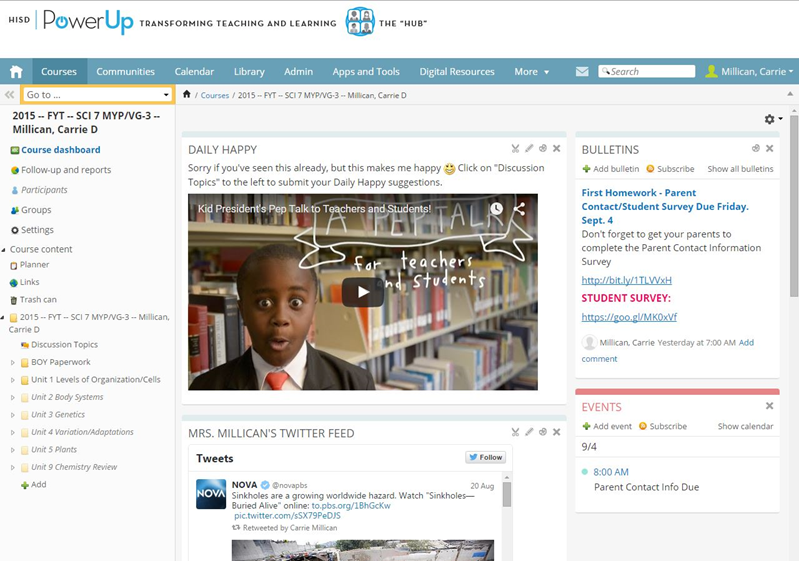 HISD PowerUp TRANSFORMING TEACHING AND LEARNING THE "HUB"
Courses Communities Calendar Library Admin Apps and Tools Digital Resources More Search Millican, Carrie
Go to ...
/ Courses / 2015 -- FYT -- SCI 7 MYP/VG-3 -- Millican, Carrie D
2015 -- FYT -- SCI 7 MYP/VG-3 --
Millican, Carrie D
Course dashboard
Follow-up and reports
Participants
Groups
Settings
Course content
Planner
Links
Trash can
2015 -- FYT -- SCI 7 MYP/VG-3 -- Millican,
Carrie D
Discussion Topics
BOY Paperwork
Unit 1 Levels of Organization/Cells
Unit 2 Body Systems
Unit 3 Genetics
Unit 4 Variation/Adaptations
Unit 5 Plants
Unit 9 Chemistry Review
Add
DAILY HAPPY
Sorry if you've seen this already, but this makes me happy Click on "Discussion
Topics" to the left to submit your Daily Happy suggestions.
Kid President's Pep Talk to Teachers and Students!
A PEP TALK
for teachers
and students
MRS. MILLICAN'S TWITTER FEED
Tweets
Follow
NOVA @novapbs 20 Aug
Sinkholes are a growing worldwide hazard. Watch "Sinkholes—
Buried Alive" online: to.pbs.org/1BhGcKw
pic.twitter.com/sSX79PeDJS
Retweeted by Carrie Millican
BULLETINS
Add bulletin Subscribe Show all bulletins
First Homework - Parent
Contact/Student Survey Due Friday.
Sept. 4
Don't forget to get your parents to
complete the Parent Contact Information
Survey
http://bit.ly/1TLVVxH
STUDENT SURVEY:
https://goo.gl/MK0xVf
Millican, Carrie Yesterday at 7:00 AM Add
comment
EVENTS
Add event Subscribe Show calendar
9/4
8:00 AM
Parent Contact Info Due